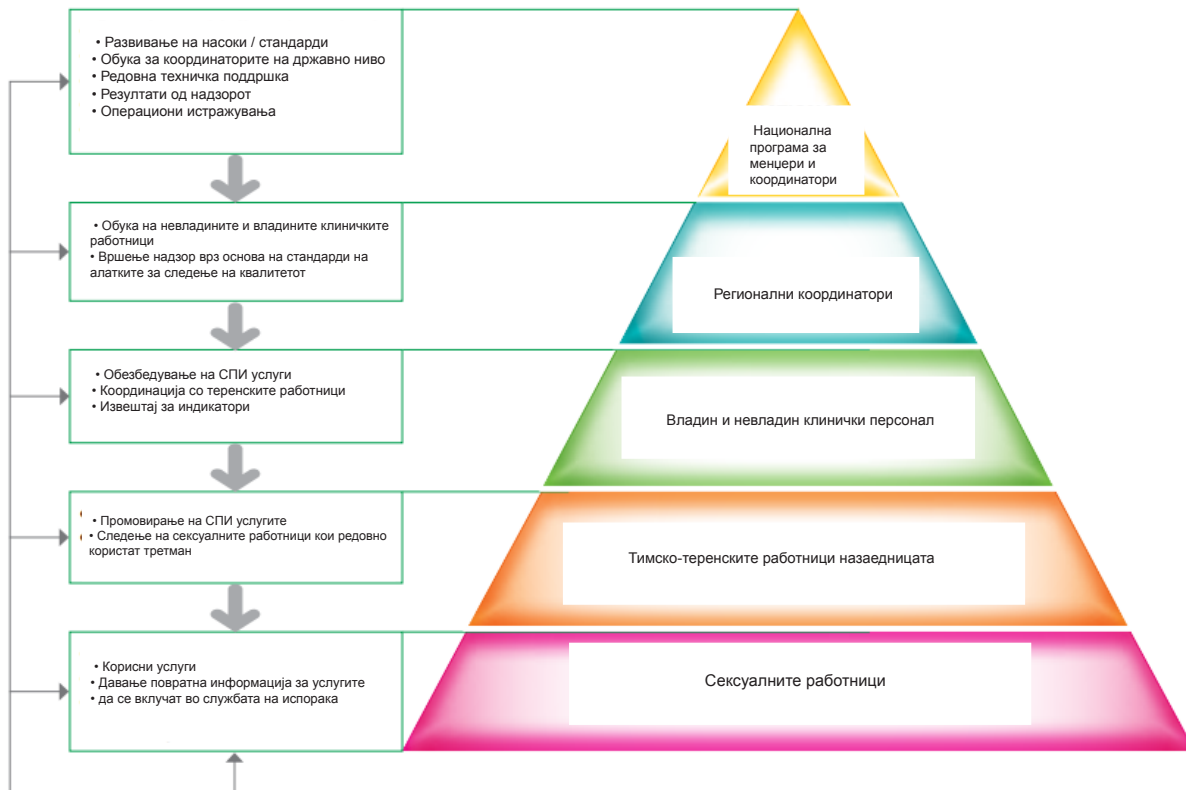 • Развивање на насоки / стандарди
• Обука за координаторите на државно ниво
• Редовна техничка поддршка
• Резултати од надзорот
• Операциони истражувања
Национална
програма за
менџери и
координатори
• Обука на невладините и владините клиничките
работници
• Вршење надзор врз основа на стандарди на
алатките за следење на квалитетот
Регионални координатори
• Обезбедување на СПИ услуги
• Координација со теренските работници
• Извештај за индикатори
Владин и невладин клинички персонал
• Промовирање на СПИ услугите
• Следење на сексуалните работници кои редовно
користат третман
Тимско-теренските работници назаедницата
• Корисни услуги
• Давање повратна информација за услугите
• да се вклучат во службата на испорака
Сексуалните работници